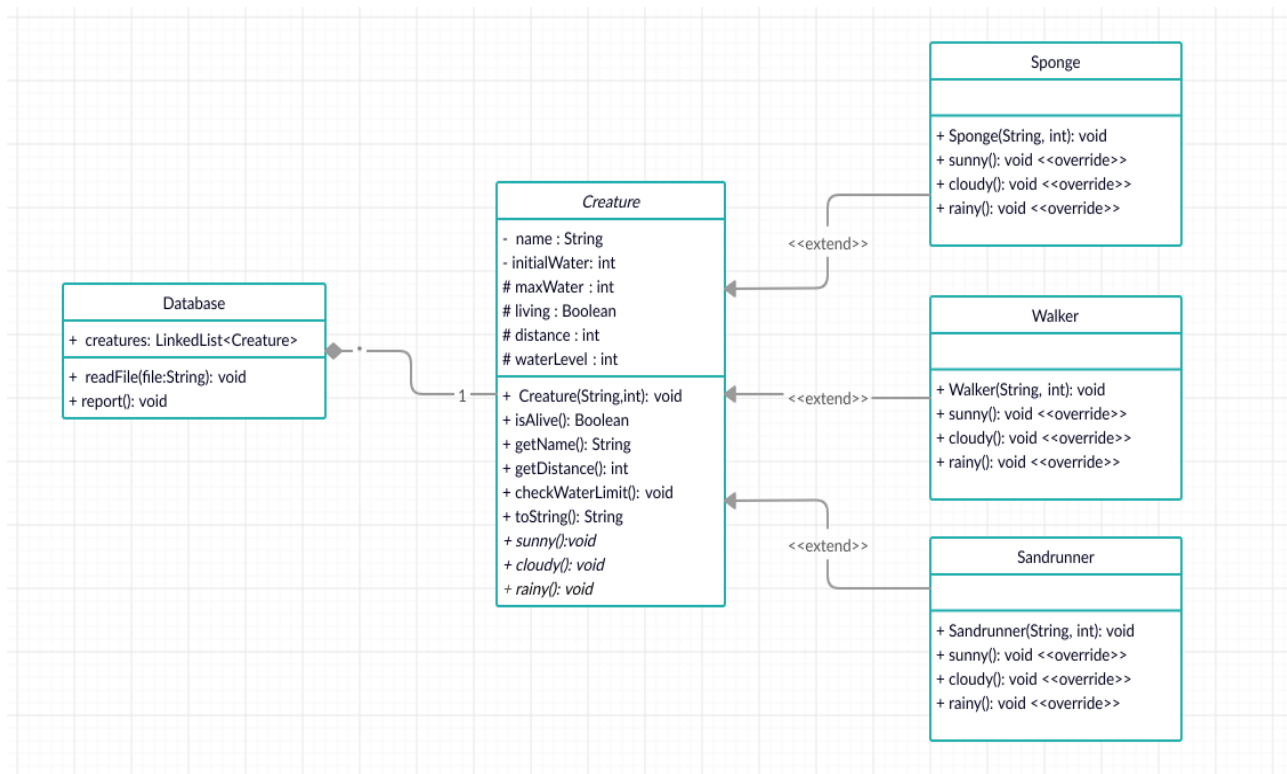 Database
+ creatures: LinkedList<Creature>
+ readFile(file:String): void
+ report(): void
*
1
Creature
- name : String
- initialWater: int
# maxWater : int
# living : Boolean
# distance : int
# waterLevel : int
+ Creature(String,int): void
+ isAlive(): Boolean
+ getName(): String
+ getDistance(): int
+ checkWaterLimit(): void
+ toString(): String
+ sunny():void
+ cloudy(): void
+ rainy(): void
<<extend>>
<<extend>>
<<extend>>
Sponge
+ Sponge(String, int): void
+ sunny(): void <<override>>
+ cloudy(): void <<override>>
+ rainy(): void <<override>>
Walker
+ Walker(String, int): void
+ sunny(): void <<override>>
+ cloudy(): void <<override>>
+ rainy(): void <<override>>
Sandrunner
+ Sandrunner(String, int): void
+ sunny(): void <<override>>
+ cloudy(): void <<override>>
+ rainy(): void <<override>>